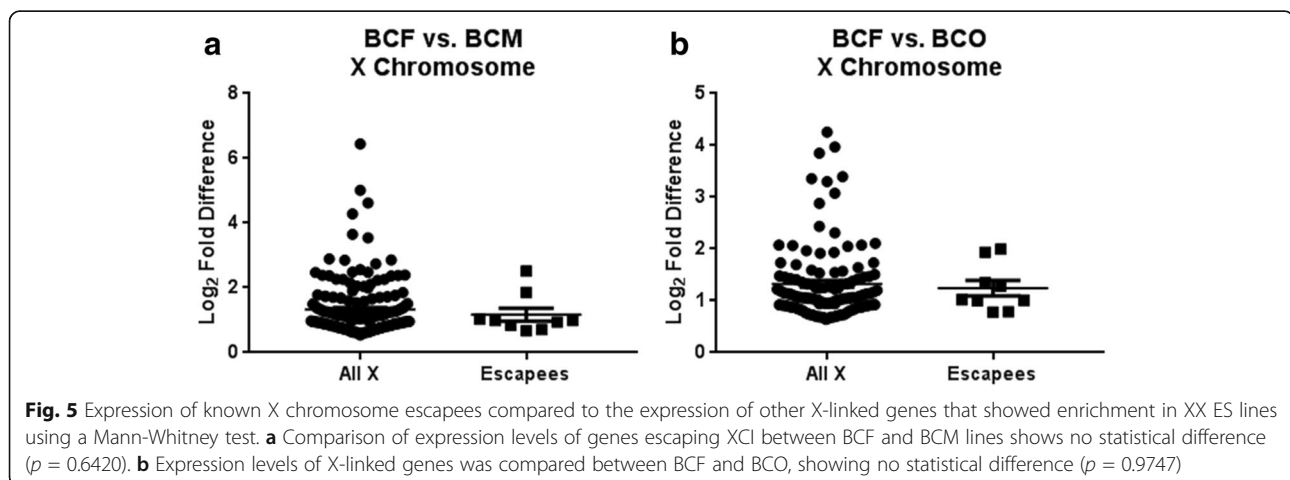 a
BCF vs. BCM
X Chromosome
Log₂ Fold Difference
8
6
4
2
0
All X
Escapees
b
BCF vs. BCO
X Chromosome
Log₂ Fold Difference
5
4
3
2
1
0
All X
Escapees
Fig. 5 Expression of known X chromosome escapees compared to the expression of other X-linked genes that showed enrichment in XX ES lines
using a Mann-Whitney test. a Comparison of expression levels of genes escaping XCI between BCF and BCM lines shows no statistical difference
(p = 0.6420). b Expression levels of X-linked genes was compared between BCF and BCO, showing no statistical difference (p = 0.9747)